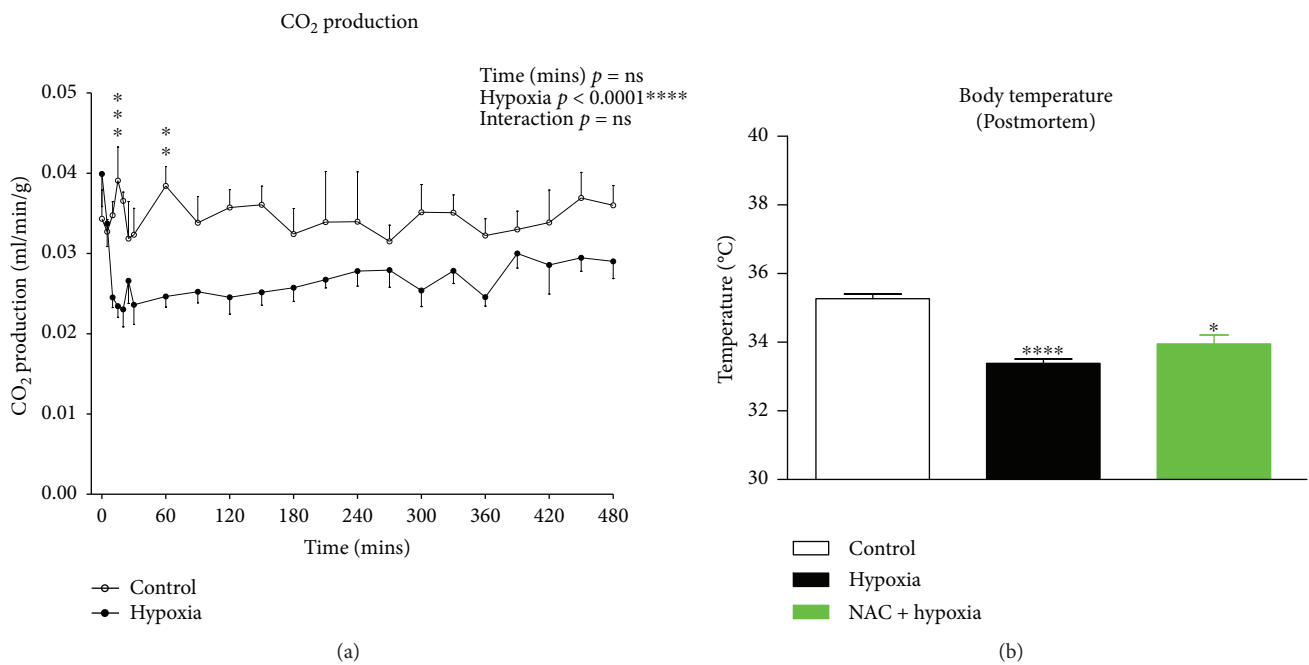 CO₂ production
Time (mins) p = ns
Hypoxia p < 0.0001****
Interaction p = ns
***
**
0.05
0.04
0.03
0.02
0.01
0.00
CO₂ production (ml/min/g)
0 60 120 180 240 300 360 420 480
Time (mins)
Control
Hypoxia
(a)
Body temperature
(Postmortem)
40
38
36
34
32
30
Temperature (°C)
****
*
Control
Hypoxia
NAC + hypoxia
(b)